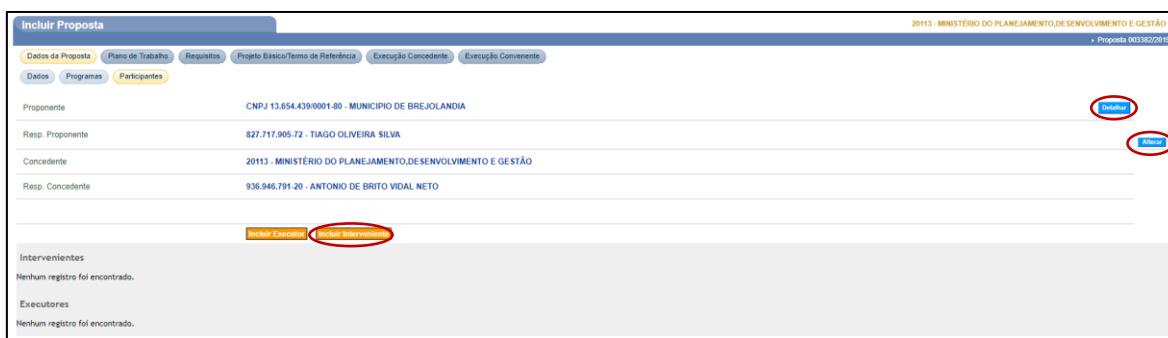 Incluir Proposta
20113 - MINISTÉRIO DO PLANEJAMENTO,DESENVOLVIMENTO E GESTÃO
Proposta 003382/2019
Dados da Proposta Plano de Trabalho Requisitos Projeto Básico/Termo de Referência Execução Concedente Execução Convenente
Dados Programas Participantes
Proponente CNPJ 13.654.439/0001-80 - MUNICIPIO DE BREJOLANDIA Detalhar
Resp. Proponente 827.717.905-72 - TIAGO OLIVEIRA SILVA
Alterar
Concedente 20113 - MINISTÉRIO DO PLANEJAMENTO,DESENVOLVIMENTO E GESTÃO
Resp. Concedente 936.946.791-20 - ANTONIO DE BRITO VIDAL NETO
Incluir Executor Incluir Interveniente
Intervenientes
Nenhum registro foi encontrado.
Executores
Nenhum registro foi encontrado.